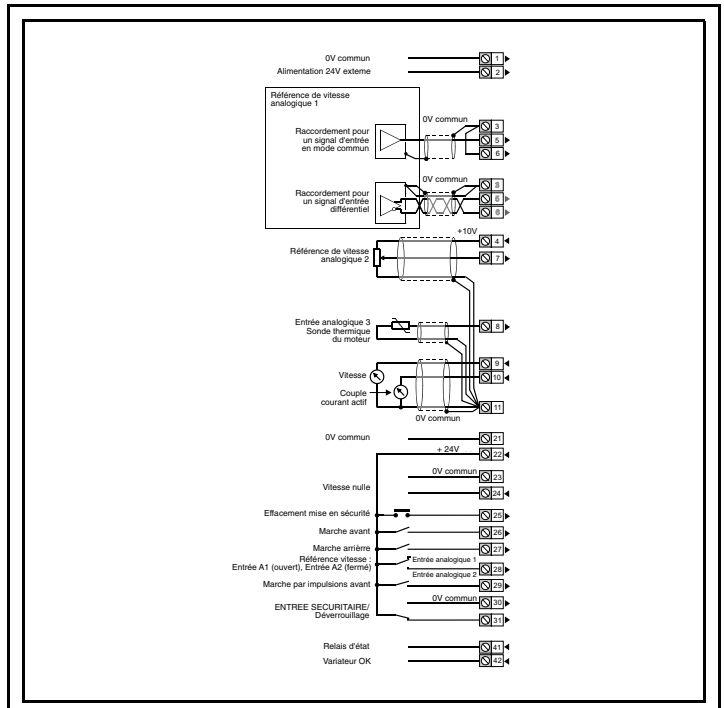 0V commun
1
Alimentation 24V externe
2
Référence de vitesse
analogique 1
0V commun
3
Raccordement pour
un signal d'entrée
en mode commun
5
6
0V commun
3
Raccordement pour
un signal d'entrée
différentiel
5
6
+10V
4
Référence de vitesse
analogique 2
7
Entrée analogique 3
Sonde thermique
du moteur
8
9
Vitesse
10
Couple
courant actif
11
0V commun
0V commun
21
+ 24V
22
0V commun
23
Vitesse nulle
24
Effacement mise en sécurité
25
Marche avant
26
Marche arrièrre
27
Référence vitesse :
Entrée A1 (ouvert), Entrée A2 (fermé)
Entrée analogique 1
28
Entrée analogique 2
Marche par impulsions avant
29
0V commun
30
ENTREE SECURITAIRE/
Déverrouillage
31
Relais d'état
41
Variateur OK
42